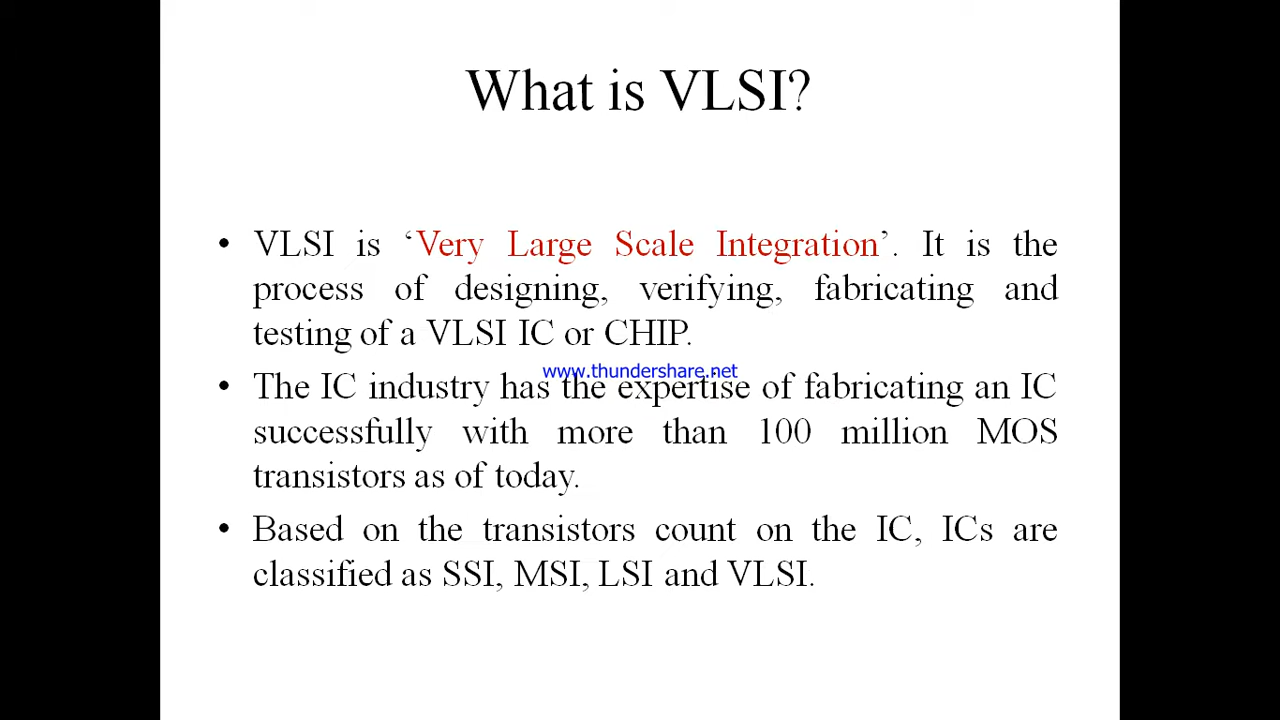 What is VLSI?
• VLSI is ‘Very Large Scale Integration’. It is the
process of designing, verifying, fabricating and
testing of a VLSI IC or CHIP.
www.thundershare.net
• The IC industry has the expertise of fabricating an IC
successfully with more than 100 million MOS
transistors as of today.
• Based on the transistors count on the IC, ICs are
classified as SSI, MSI, LSI and VLSI.